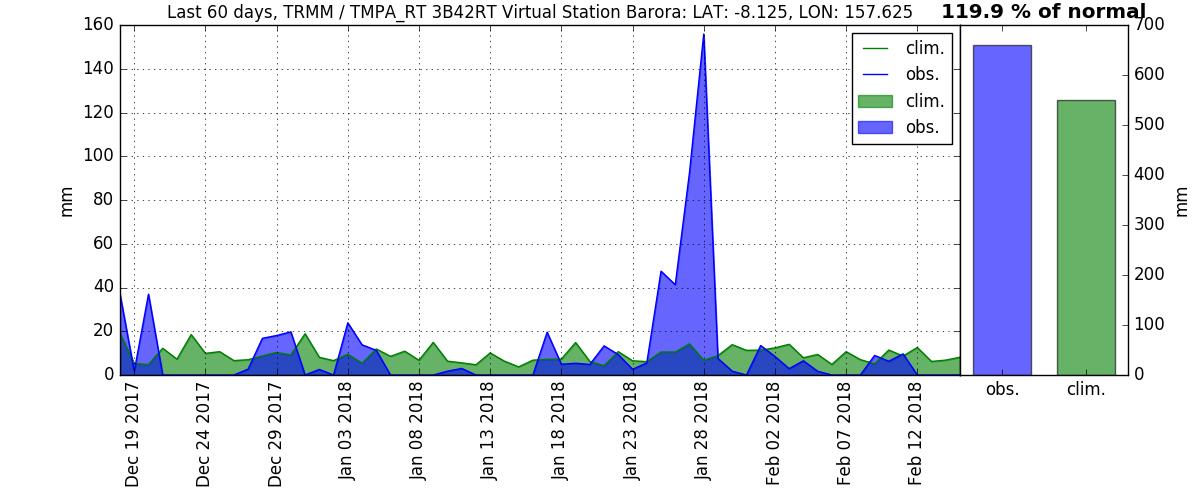 Last 60 days, TRMM / TMPA_RT 3B42RT Virtual Station Barora: LAT: -8.125, LON: 157.625
119.9 % of normal
160
140
120
100
80
60
40
20
0
mm
clim.
obs.
clim.
obs.
Dec 19 2017
Dec 24 2017
Dec 29 2017
Jan 03 2018
Jan 08 2018
Jan 13 2018
Jan 18 2018
Jan 23 2018
Jan 28 2018
Feb 02 2018
Feb 07 2018
Feb 12 2018
700
600
500
400
300
200
100
0
mm
obs.
clim.